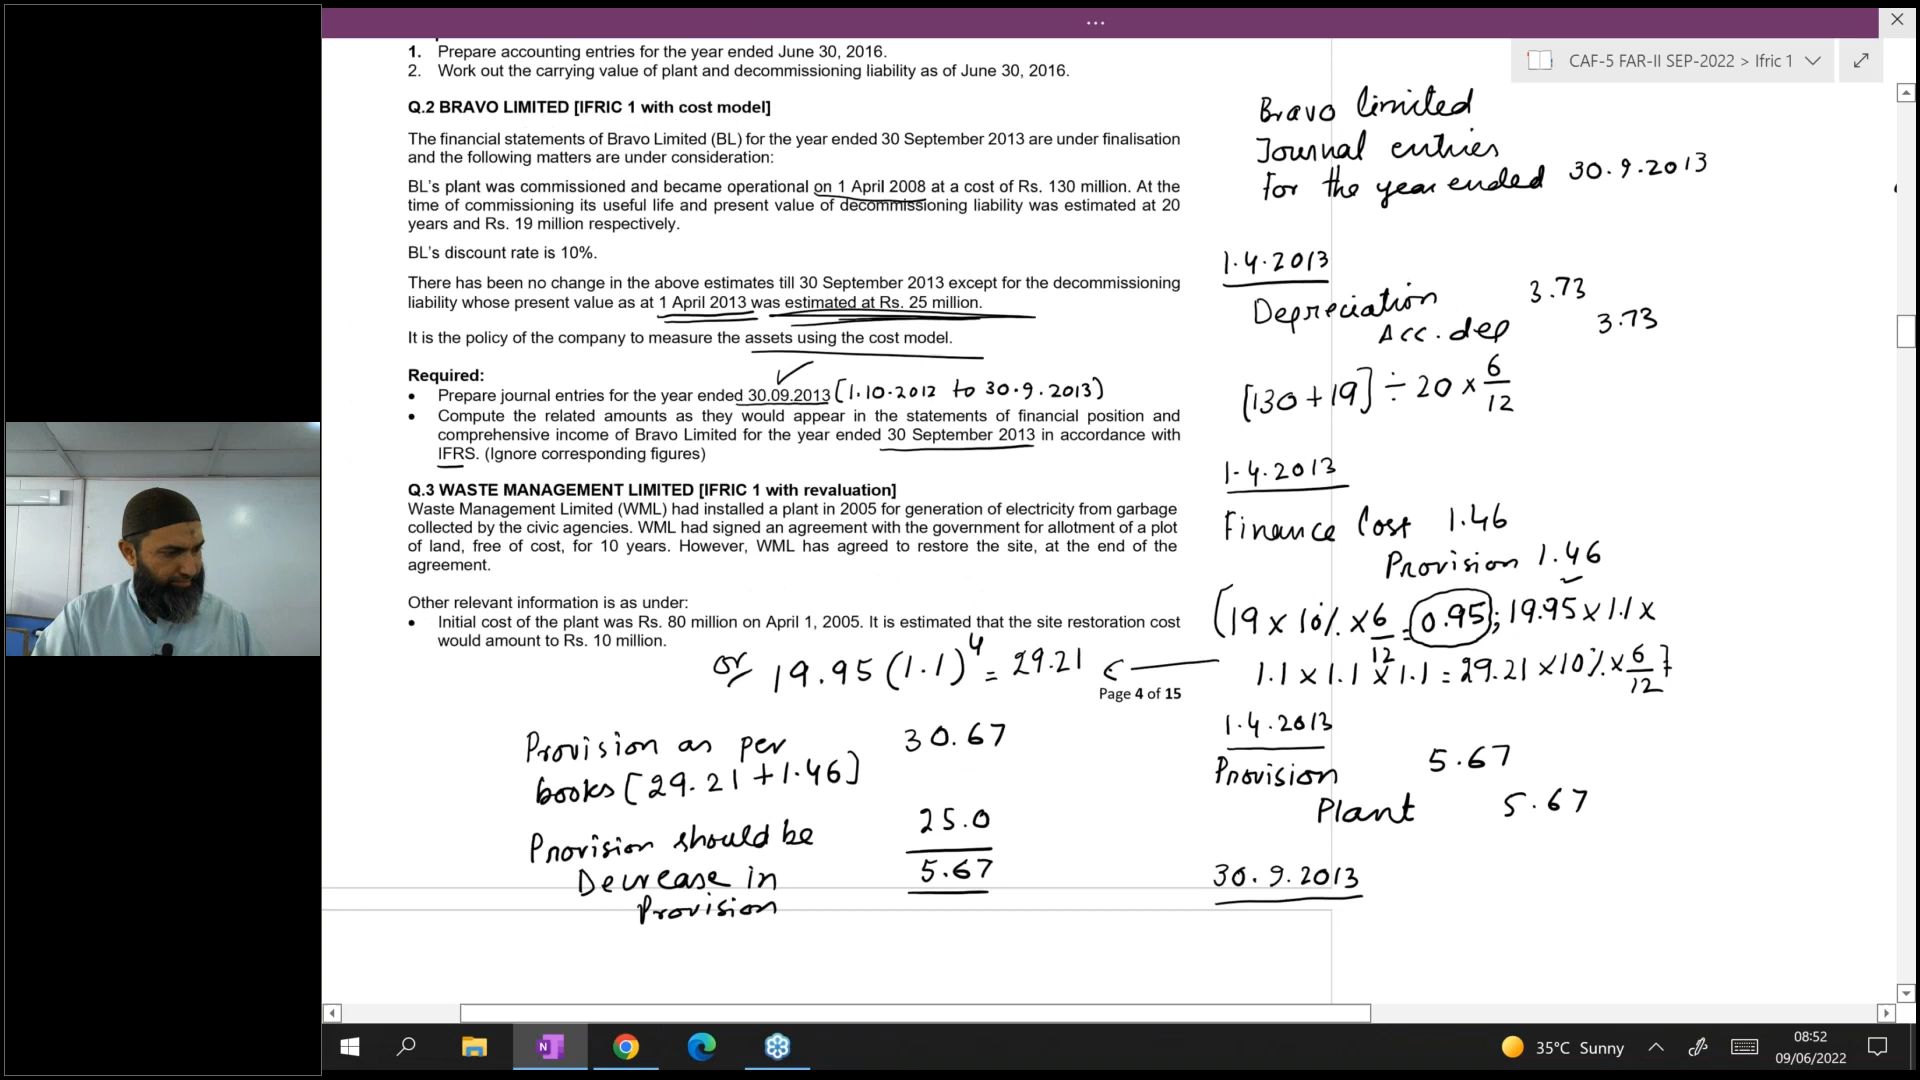 ...
CAF-5 FAR-II SEP-2022 > Ifric 1
1. Prepare accounting entries for the year ended June 30, 2016.
2. Work out the carrying value of plant and decommissioning liability as of June 30, 2016.
Q.2 BRAVO LIMITED [IFRIC 1 with cost model]
The financial statements of Bravo Limited (BL) for the year ended 30 September 2013 are under finalisation
and the following matters are under consideration:
BL's plant was commissioned and became operational on 1 April 2008 at a cost of Rs. 130 million. At the
time of commissioning its useful life and present value of decommissioning liability was estimated at 20
years and Rs. 19 million respectively.
BL's discount rate is 10%.
There has been no change in the above estimates till 30 September 2013 except for the decommissioning
liability whose present value as at 1 April 2013 was estimated at Rs. 25 million.
It is the policy of the company to measure the assets using the cost model.
Required:
• Prepare journal entries for the year ended 30.09.2013 (1.10.2012 to 30.9.2013)
• Compute the related amounts as they would appear in the statements of financial position and
comprehensive income of Bravo Limited for the year ended 30 September 2013 in accordance with
IFRS. (Ignore corresponding figures)
Q.3 WASTE MANAGEMENT LIMITED [IFRIC 1 with revaluation]
Waste Management Limited (WML) had installed a plant in 2005 for generation of electricity from garbage
collected by the civic agencies. WML had signed an agreement with the government for allotment of a plot
of land, free of cost, for 10 years. However, WML has agreed to restore the site, at the end of the
agreement.
Other relevant information is as under:
• Initial cost of the plant was Rs. 80 million on April 1, 2005. It is estimated that the site restoration cost
would amount to Rs. 10 million.
or 19.95 (1.1)^4 = 29.21
Page 4 of 15
Provision as per 30.67
books [29.21 + 1.46]
Provision should be 25.0
Decrease in 5.67
Provision
Bravo limited
Journal entries
For the year ended 30.9.2013
1.4.2013
Depreciation 3.73
Acc. dep 3.73
[130 + 19] ÷ 20 × 6/12
1-4.2013
Finance Cost 1.46
Provision 1.46
(19 × 10% × 6/12 = 0.95; 19.95 × 1.1 ×
1.1 × 1.1 × 1.1 = 29.21 × 10% × 6/12}
1.4.2013
Provision 5.67
Plant 5.67
30.9.2013
35°C Sunny
08:52
09/06/2022